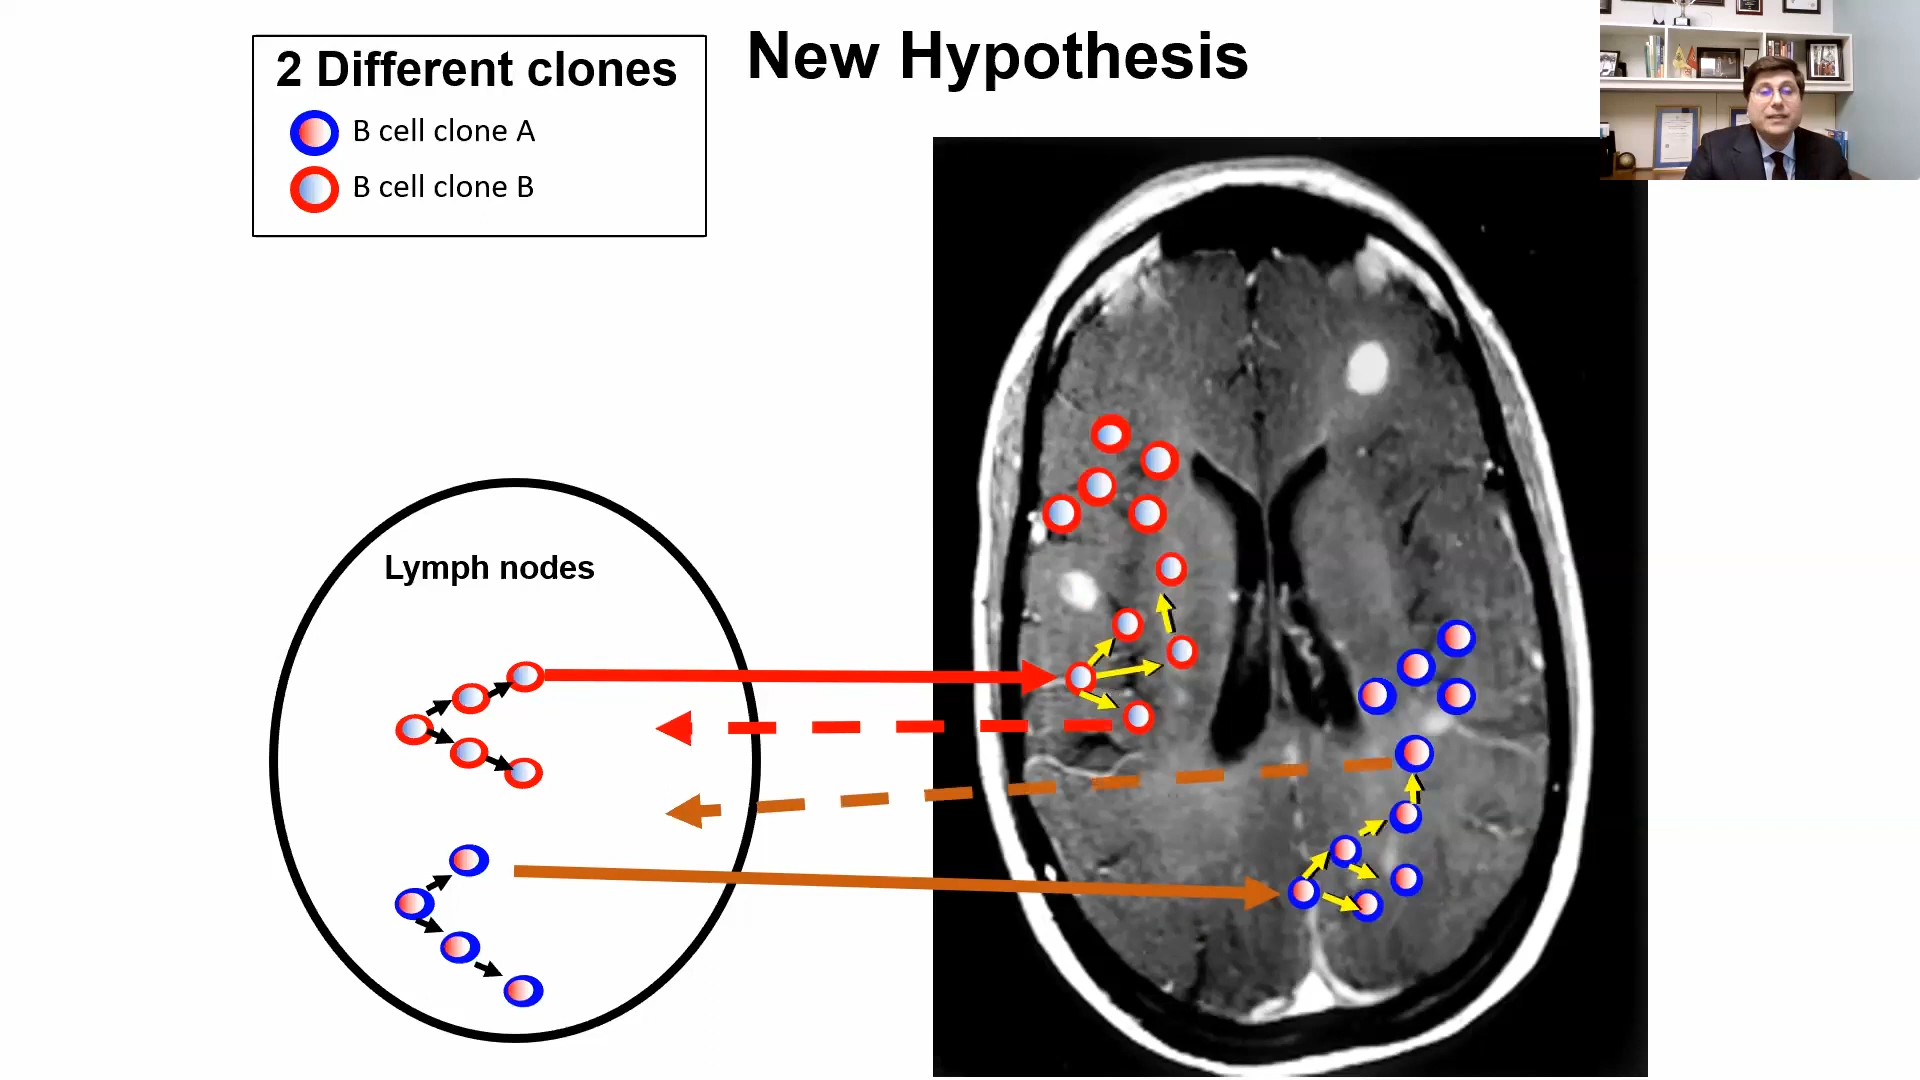 New Hypothesis
2 Different clones
B cell clone A
B cell clone B
Lymph nodes